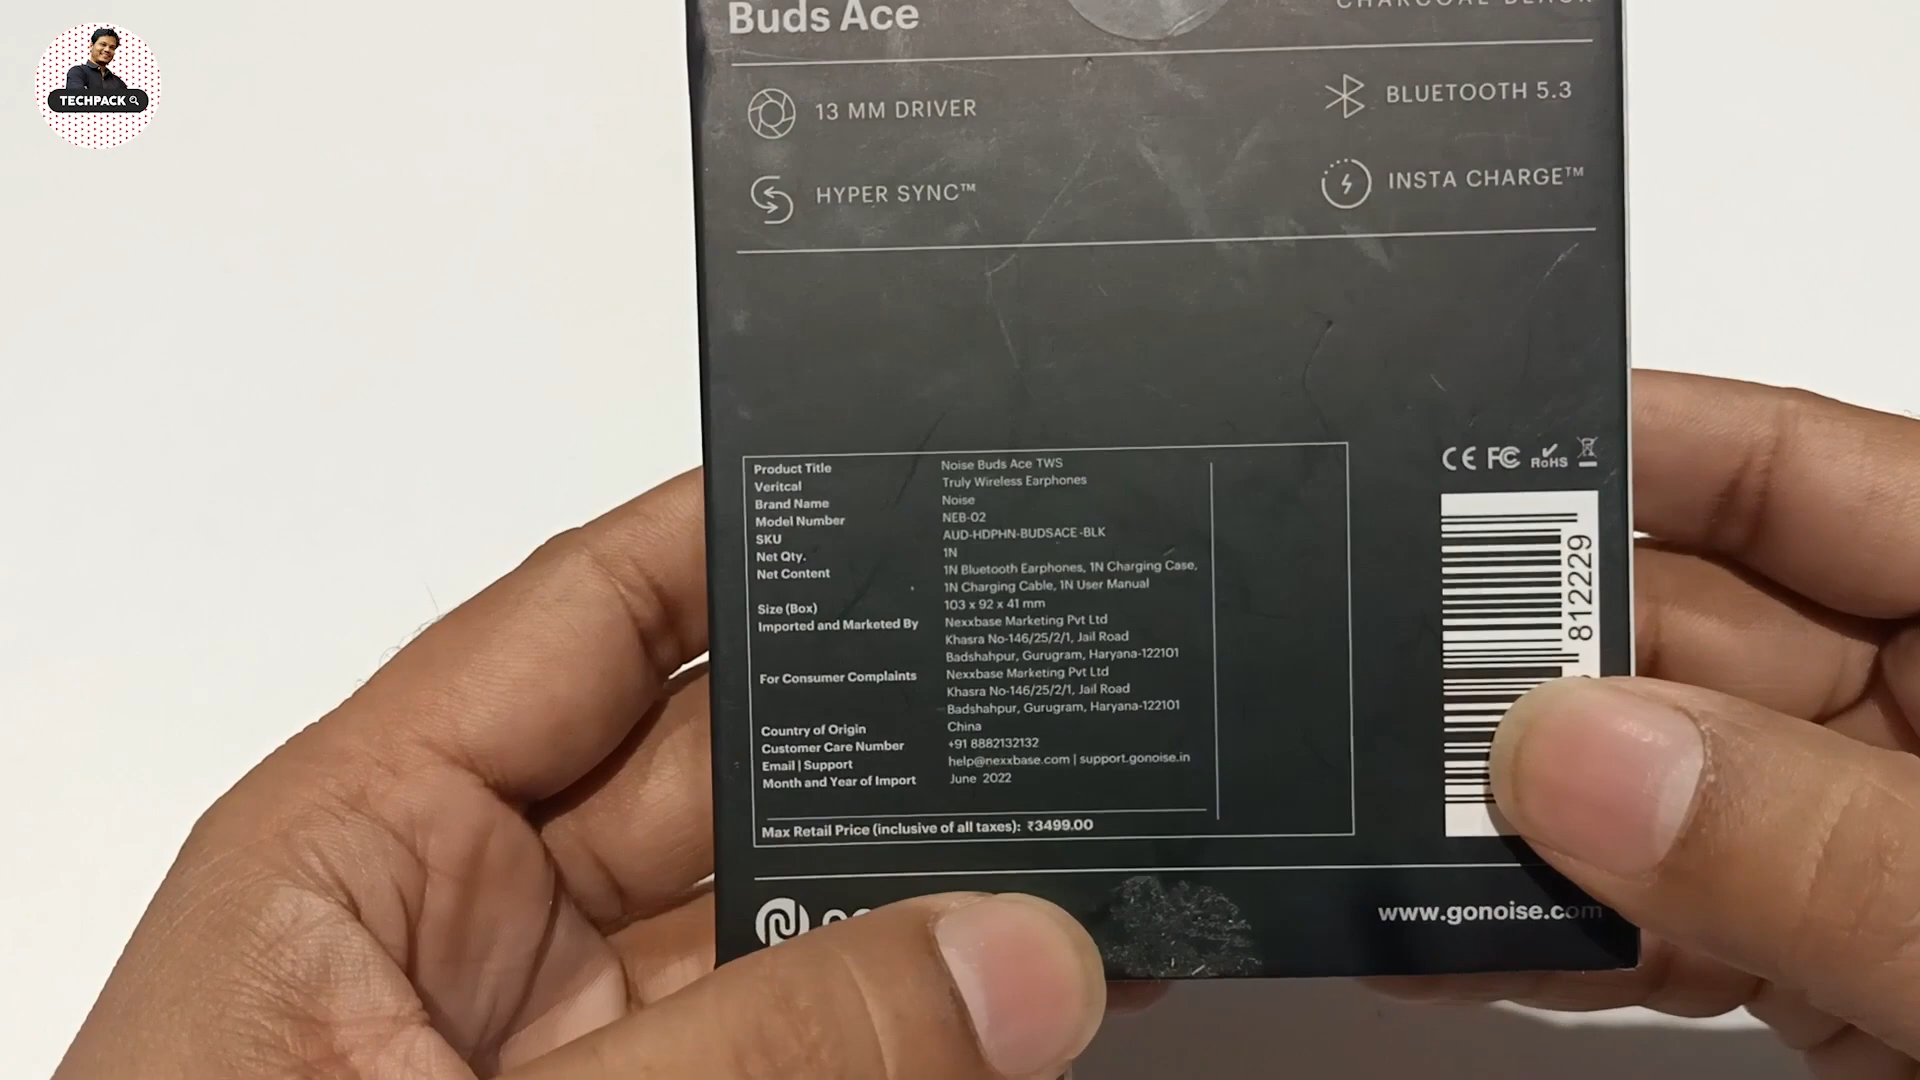 TECHPACK
Buds Ace
CHARCOAL BLACK
13 MM DRIVER
BLUETOOTH 5.3
HYPER SYNC™
INSTA CHARGE™
Product Title Noise Buds Ace TWS
Veritcal Truly Wireless Earphones
Brand Name Noise
Model Number NEB-02
SKU AUD-HDPHN-BUDSACE-BLK
Net Qty. 1N
Net Content 1N Bluetooth Earphones, 1N Charging Case,
1N Charging Cable, 1N User Manual
Size (Box) 103 x 92 x 41 mm
Imported and Marketed By Nexxbase Marketing Pvt Ltd
Khasra No-146/25/2/1, Jail Road
Badshahpur, Gurugram, Haryana-122101
For Consumer Complaints Nexxbase Marketing Pvt Ltd
Khasra No-146/25/2/1, Jail Road
Badshahpur, Gurugram, Haryana-122101
Country of Origin China
Customer Care Number +91 8882132132
Email | Support help@nexxbase.com | support.gonoise.in
Month and Year of Import June 2022
Max Retail Price (inclusive of all taxes): ₹3499.00
CE FC RoHS
812229
www.gonoise.com